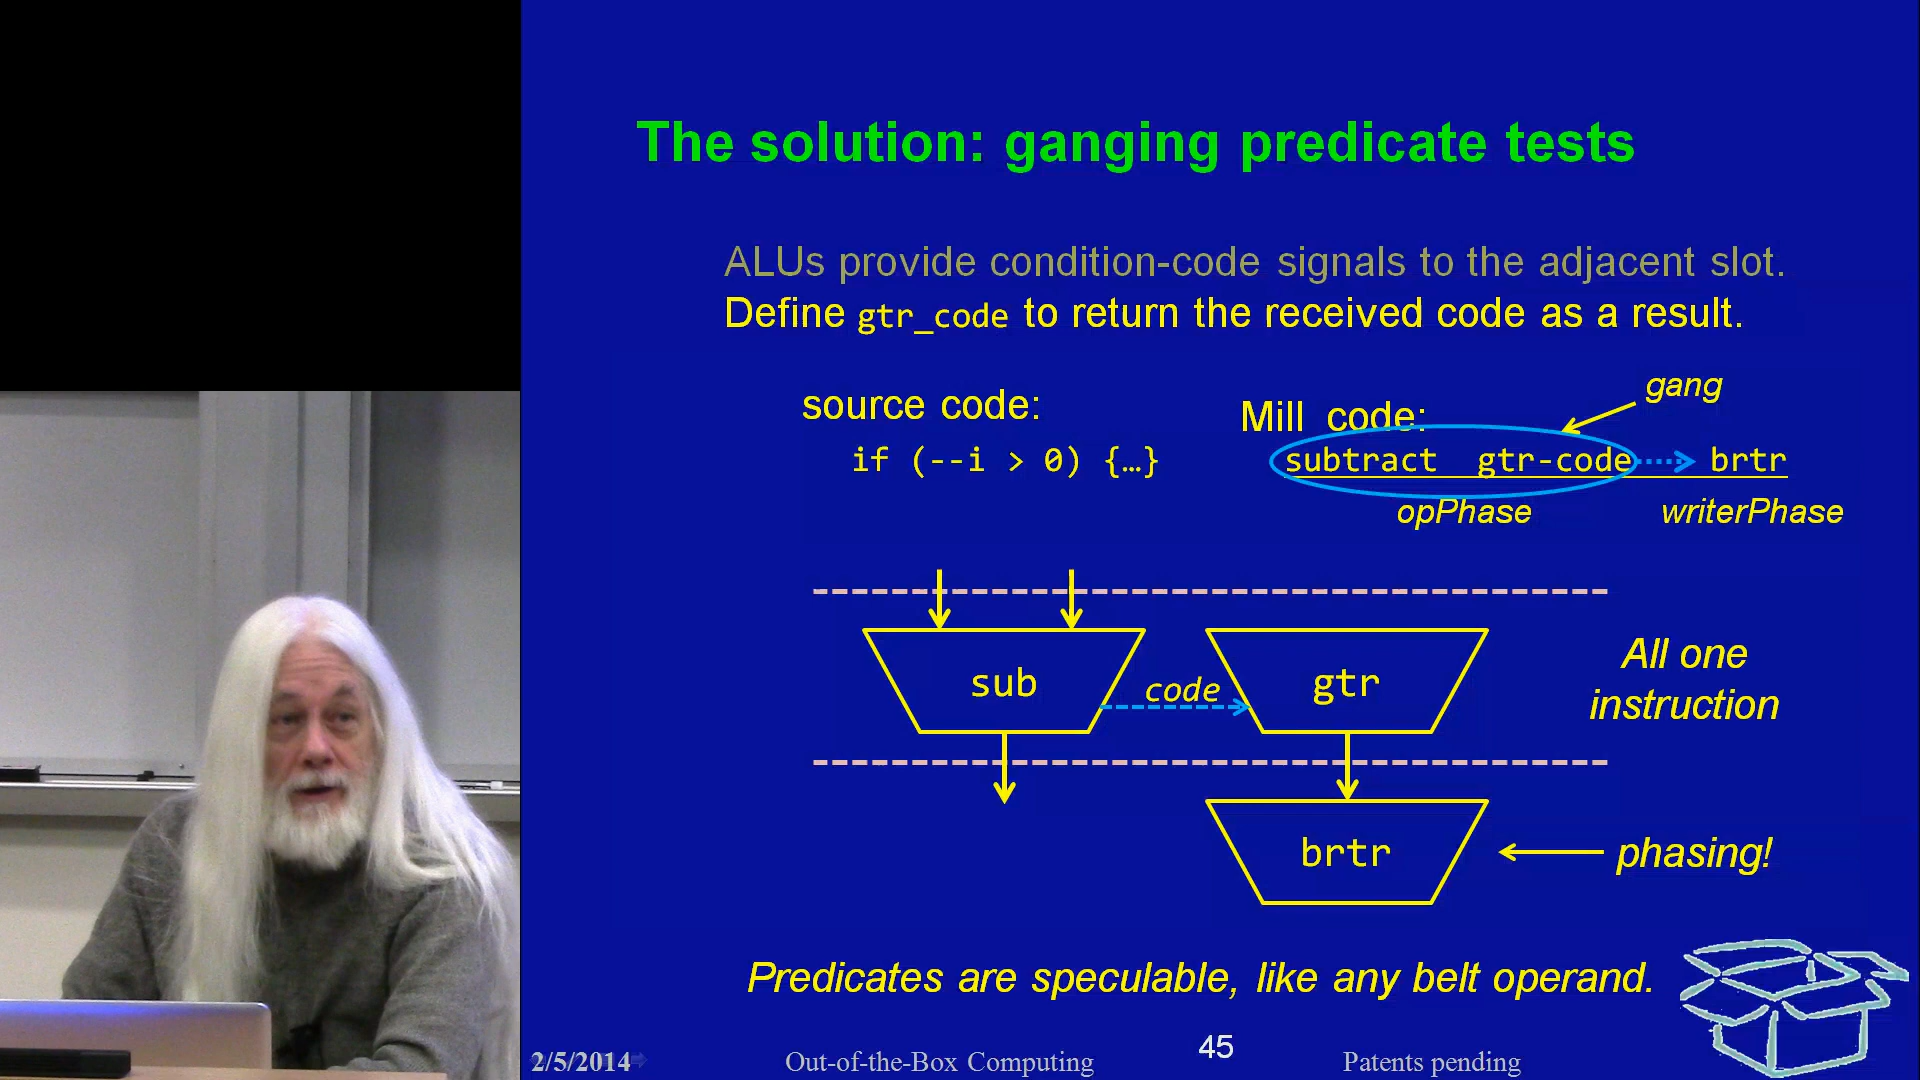 The solution: ganging predicate tests
ALUs provide condition-code signals to the adjacent slot.
Define gtr_code to return the received code as a result.
source code:
if (--i > 0) {…}
Mill code:
gang
subtract gtr-code brtr
opPhase writerPhase
sub code gtr
All one
instruction
brtr
phasing!
Predicates are speculable, like any belt operand.
2/5/2014 Out-of-the-Box Computing 45 Patents pending